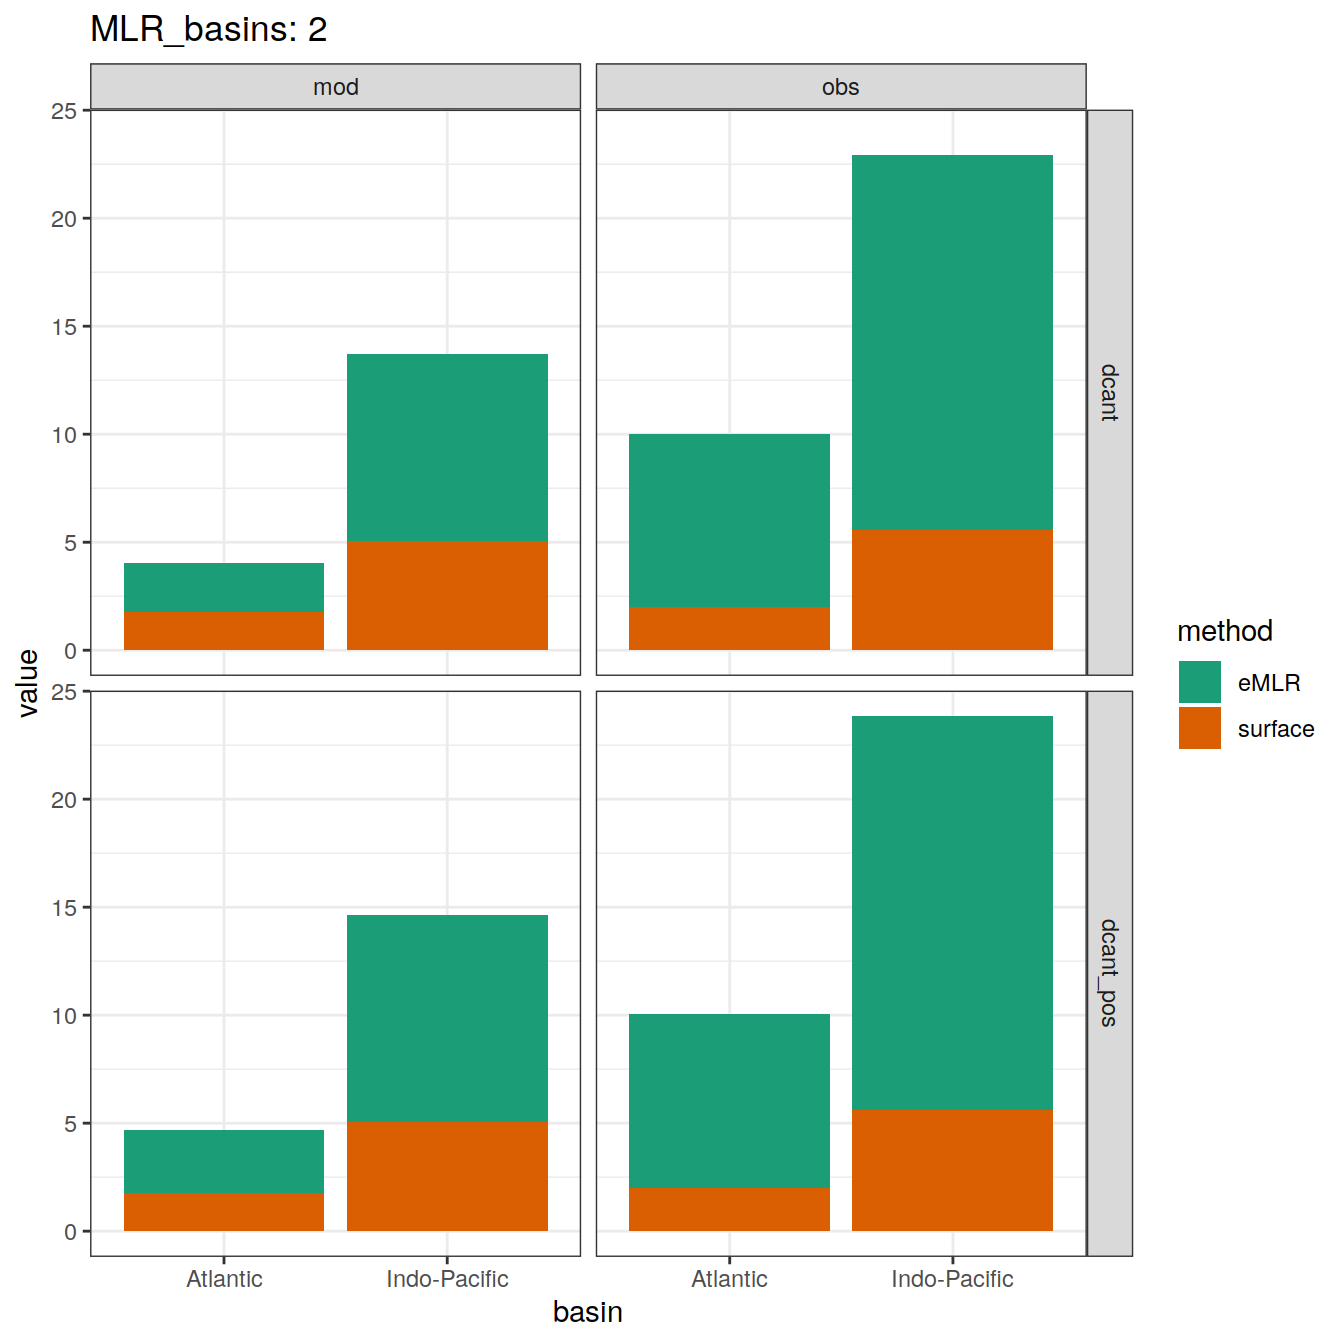 MLR_basins: 2
mod
obs
25
20
15
10
5
0
dcant
value
25
20
15
10
5
0
dcant_pos
method
eMLR
surface
Atlantic
Indo-Pacific
Atlantic
Indo-Pacific
basin